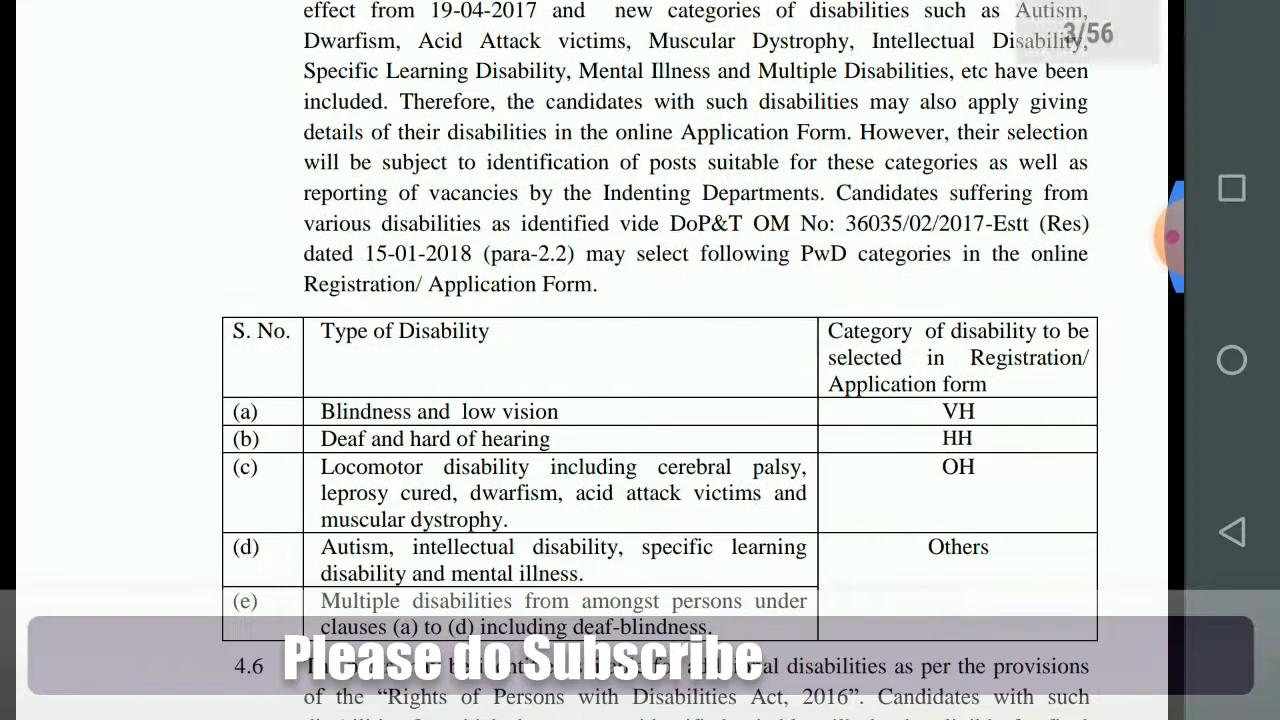 effect from 19-04-2017 and new categories of disabilities such as Autism,
3/56
Dwarfism, Acid Attack victims, Muscular Dystrophy, Intellectual Disability,
Specific Learning Disability, Mental Illness and Multiple Disabilities, etc have been
included. Therefore, the candidates with such disabilities may also apply giving
details of their disabilities in the online Application Form. However, their selection
will be subject to identification of posts suitable for these categories as well as
reporting of vacancies by the Indenting Departments. Candidates suffering from
various disabilities as identified vide DoP&T OM No: 36035/02/2017-Estt (Res)
dated 15-01-2018 (para-2.2) may select following PwD categories in the online
Registration/ Application Form.
S. No. Type of Disability Category of disability to be
selected in Registration/
Application form
(a) Blindness and low vision VH
(b) Deaf and hard of hearing HH
(c) Locomotor disability including cerebral palsy, OH
leprosy cured, dwarfism, acid attack victims and
muscular dystrophy.
(d) Autism, intellectual disability, specific learning Others
disability and mental illness.
(e) Multiple disabilities from amongst persons under
clauses (a) to (d) including deaf-blindness.
Please do Subscribe
4.6 disabilities as per the provisions
of the “Rights of Persons with Disabilities Act, 2016”. Candidates with such